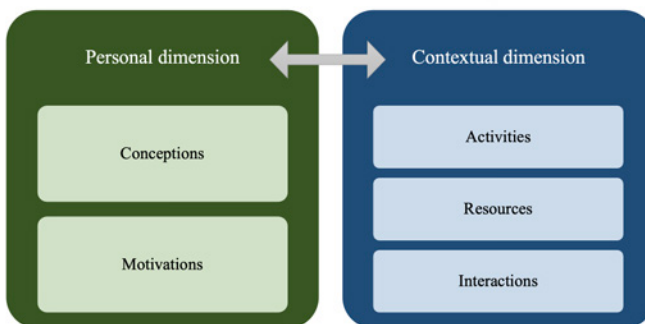 Personal dimension
Conceptions
Motivations
Contextual dimension
Activities
Resources
Interactions